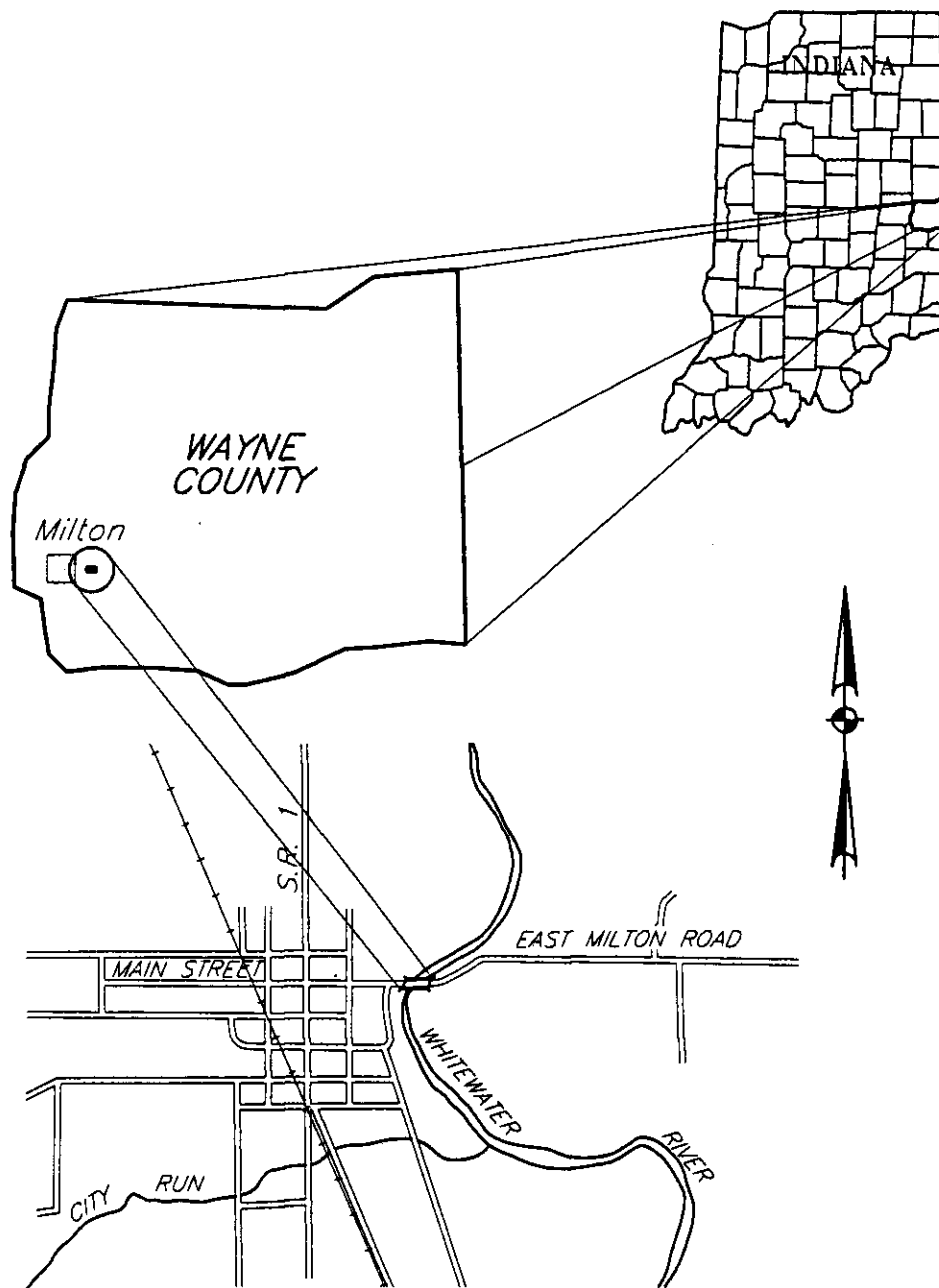 INDIANA
WAYNE
COUNTY
Milton
S.R. 1
EAST MILTON ROAD
MAIN STREET
WHITEWATER
RIVER
CITY RUN